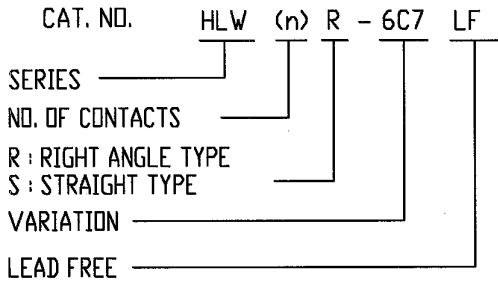 CAT. NO. HLW (n) R - 6C7 LF
SERIES
NO. OF CONTACTS
R : RIGHT ANGLE TYPE
S : STRAIGHT TYPE
VARIATION
LEAD FREE